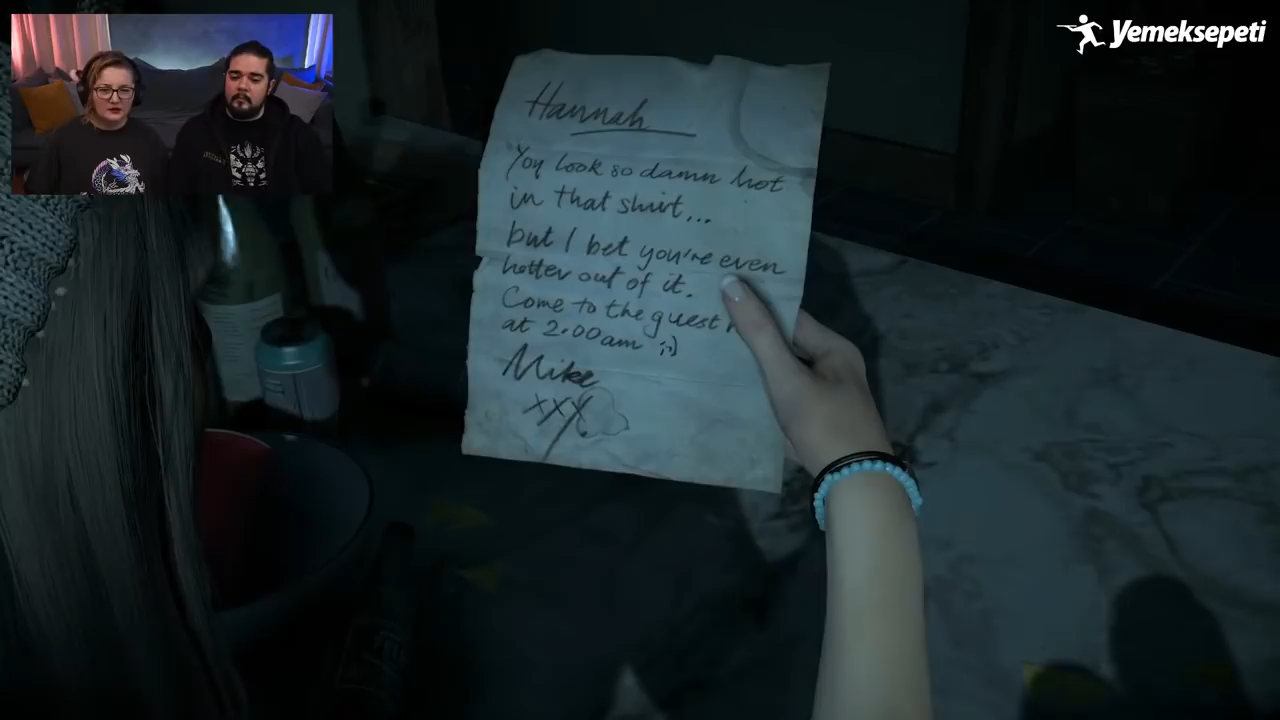 Yemeksepeti
Hannah
You look so damn hot
in that shirt...
but I bet you're even
hotter out of it.
Come to the guest
at 2.00am ;)
Mike
xxx